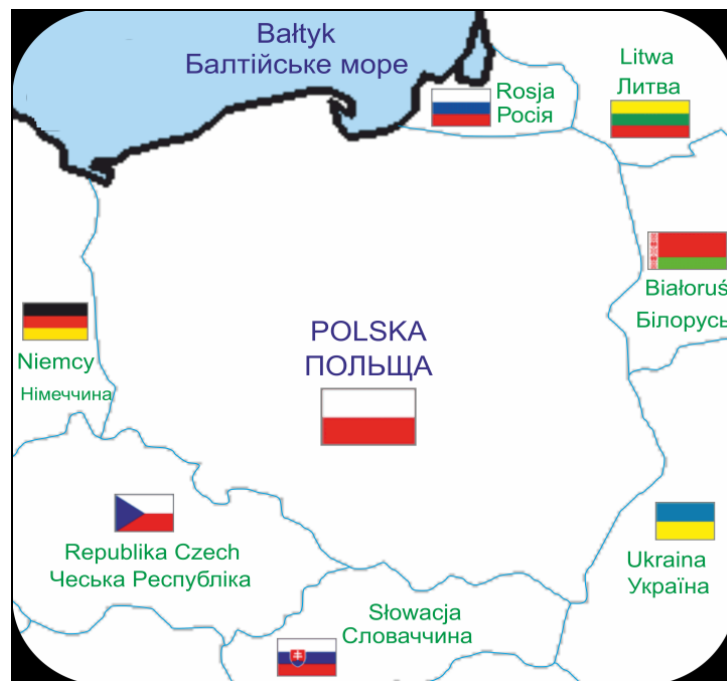 Bałtyk
Балтійське море
Litwa
Литва
Rosja
Росія
Białoruś
Білорусь
POLSKA
ПОЛЬЩА
Niemcy
Німеччина
Republika Czech
Чеська Республіка
Ukraina
Україна
Słowacja
Словаччина